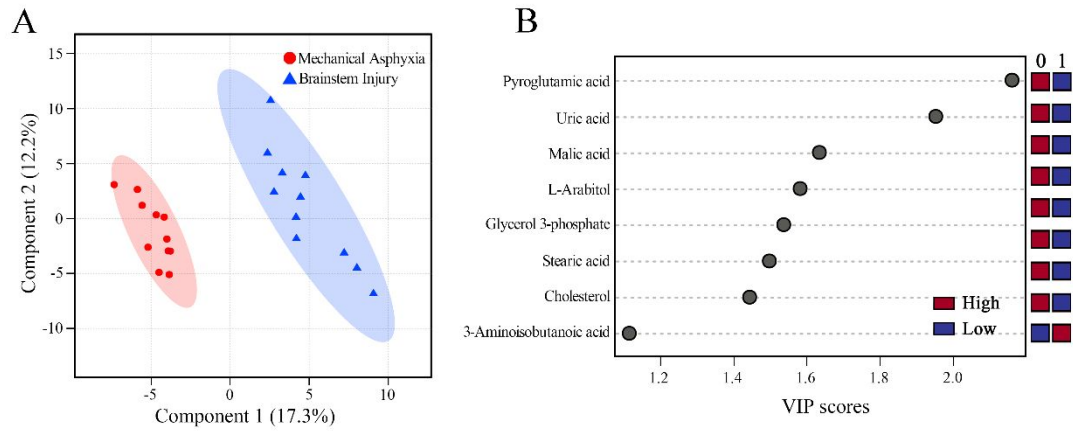 A
Mechanical Asphyxia
Brainstem Injury
15
10
5
0
-5
-10
Component 2 (12.2%)
-5
0
5
10
Component 1 (17.3%)
B
0 1
Pyroglutamic acid
Uric acid
Malic acid
L-Arabitol
Glycerol 3-phosphate
Stearic acid
Cholesterol
3-Aminoisobutanoic acid
High
Low
1.2
1.4
1.6
1.8
2.0
VIP scores